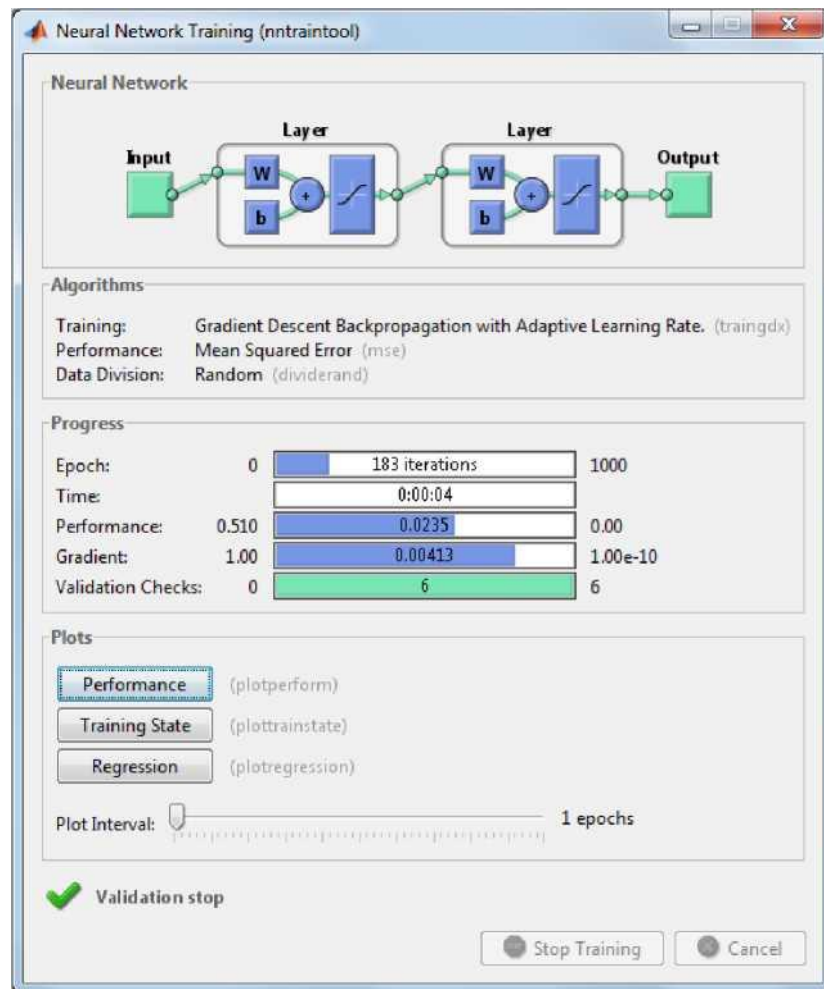 Neural Network Training (nntraintool)
Neural Network
Layer Layer
Input Output
W W
+ +
b b
Algorithms
Training: Gradient Descent Backpropagation with Adaptive Learning Rate. (traingdx)
Performance: Mean Squared Error (mse)
Data Division: Random (dividerand)
Progress
Epoch: 0 183 iterations 1000
Time: 0:00:04
Performance: 0.510 0.0235 0.00
Gradient: 1.00 0.00413 1.00e-10
Validation Checks: 0 6 6
Plots
Performance (plotperform)
Training State (plottrainstate)
Regression (plotregression)
Plot Interval: 1 epochs
Validation stop
Stop Training Cancel